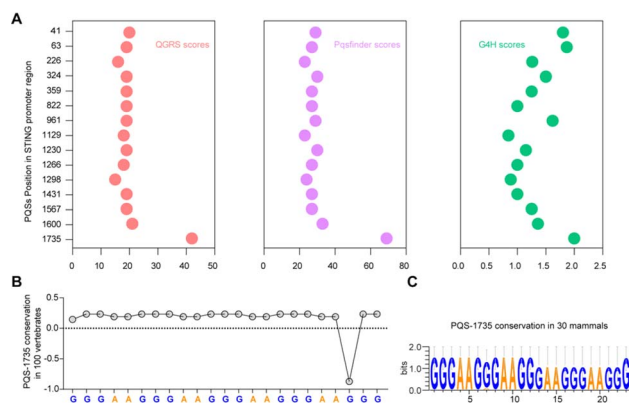 A
PQSs Position in STING promoter region
41
63
226
324
359
822
961
1129
1230
1266
1298
1431
1567
1600
1735
QGRS scores
0 10 20 30 40 50
Pqsfinder scores
0 20 40 60 80
G4H scores
0.0 0.5 1.0 1.5 2.0 2.5
B
PQS-1735 conservation
in 100 vertebrates
0.5
0.0
-0.5
-1.0
G G G A A G G G A A G G G A A G G G A A G G G
C
PQS-1735 conservation in 30 mammals
bits
2.0
1.0
0.0
GGGAAGGGAAGGGAAGGGAAGGG
5 10 15 20